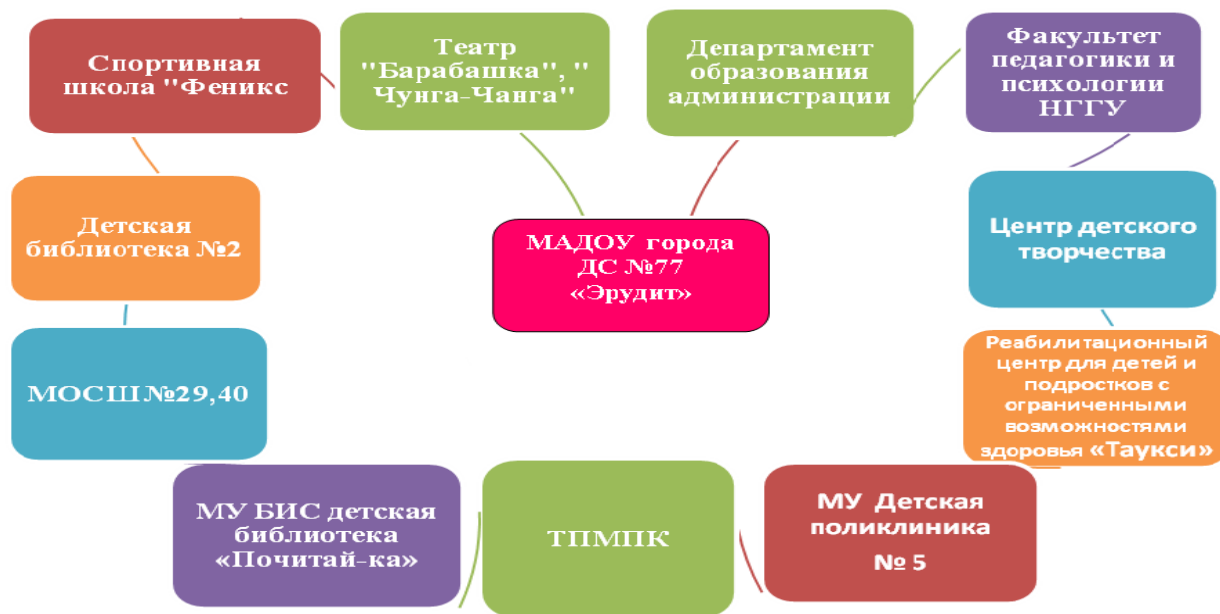 Спортивная
школа "Феникс
Театр
"Барабашка", "
Чунга-Чанга"
Департамент
образования
администрации
Факультет
педагогики и
психологии
НГГУ
Детская
библиотека №2
МАДОУ города
ДС №77
«Эрудит»
Центр детского
творчества
МОСШ №29,40
Реабилитационный
центр для детей и
подростков с
ограниченными
возможностями
здоровья «Таукси»
МУ БИС детская
библиотека
«Почитай-ка»
ТПМПК
МУ Детская
поликлиника
№ 5